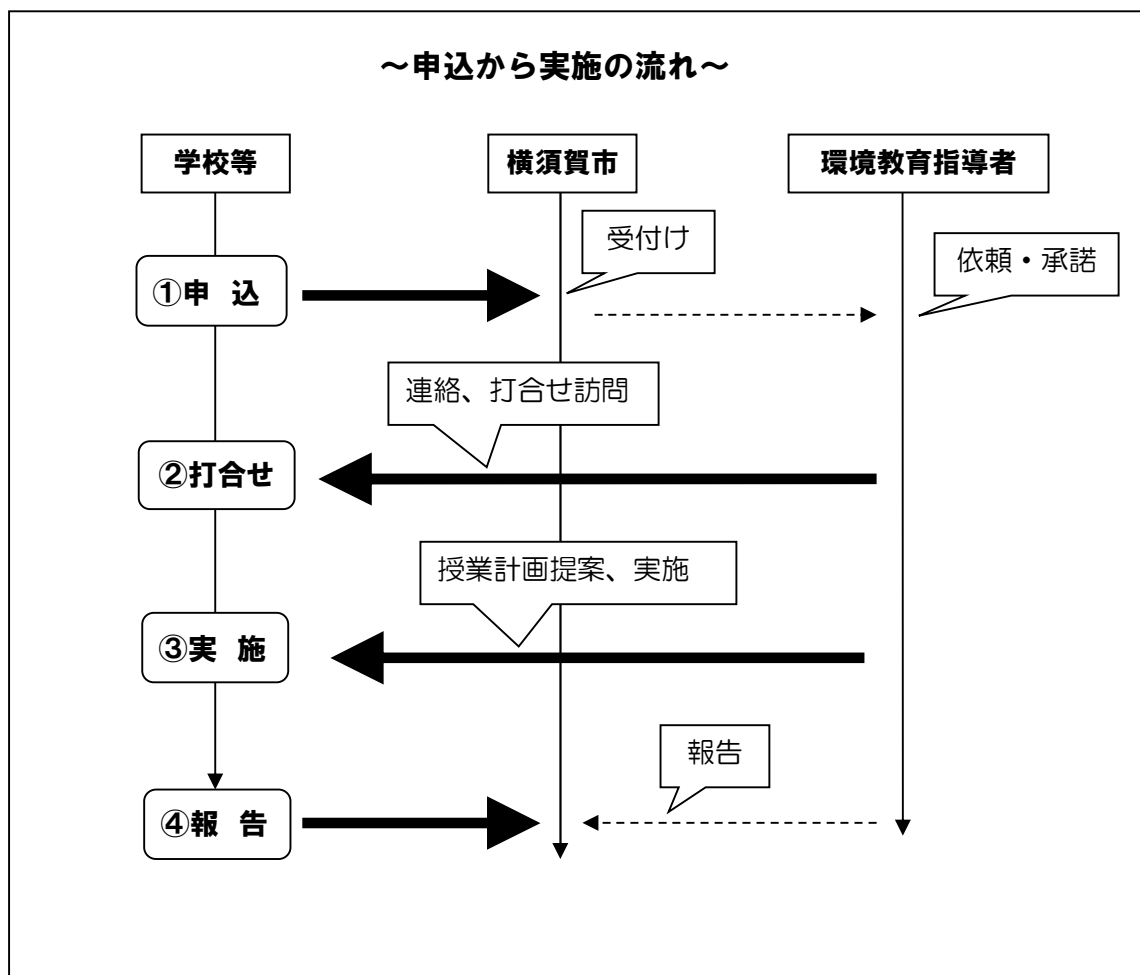 ～申込から実施の流れ～
学校等
横須賀市
環境教育指導者
受付け
依頼・承諾
①申 込
連絡、打合せ訪問
②打合せ
授業計画提案、実施
③実 施
報告
④報 告